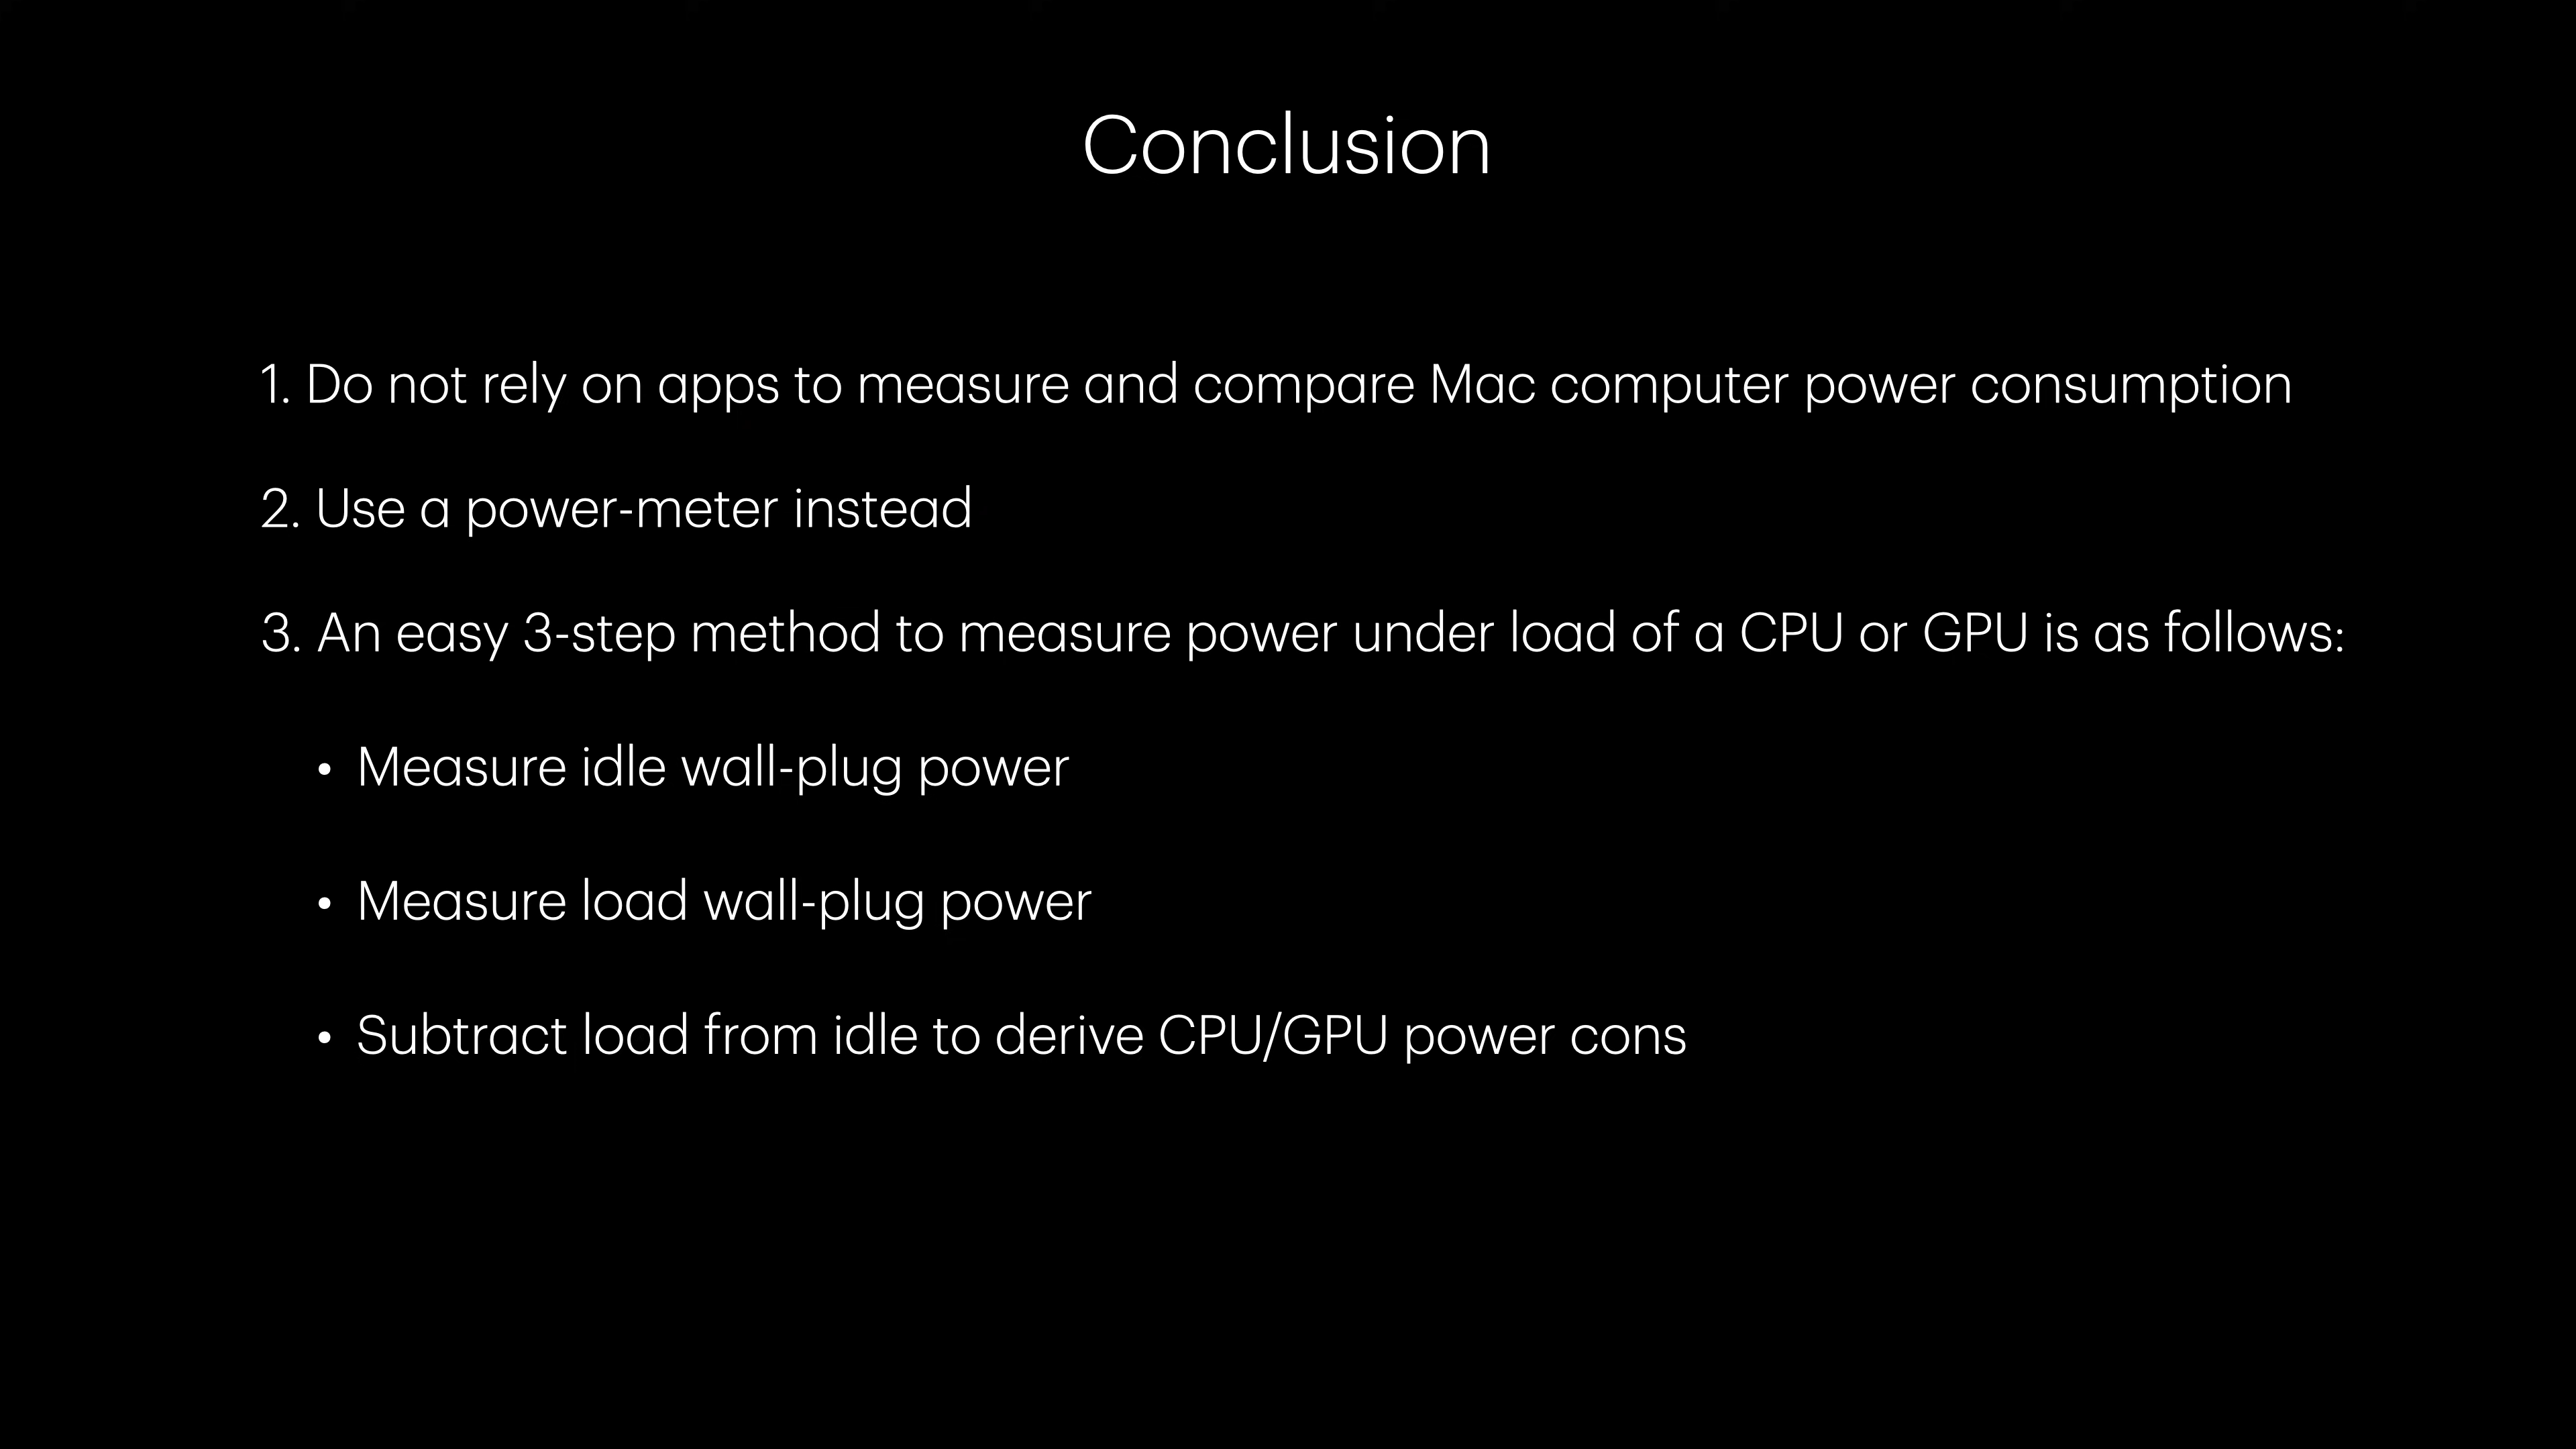 Conclusion
1. Do not rely on apps to measure and compare Mac computer power consumption
2. Use a power-meter instead
3. An easy 3-step method to measure power under load of a CPU or GPU is as follows:
• Measure idle wall-plug power
• Measure load wall-plug power
• Subtract load from idle to derive CPU/GPU power cons